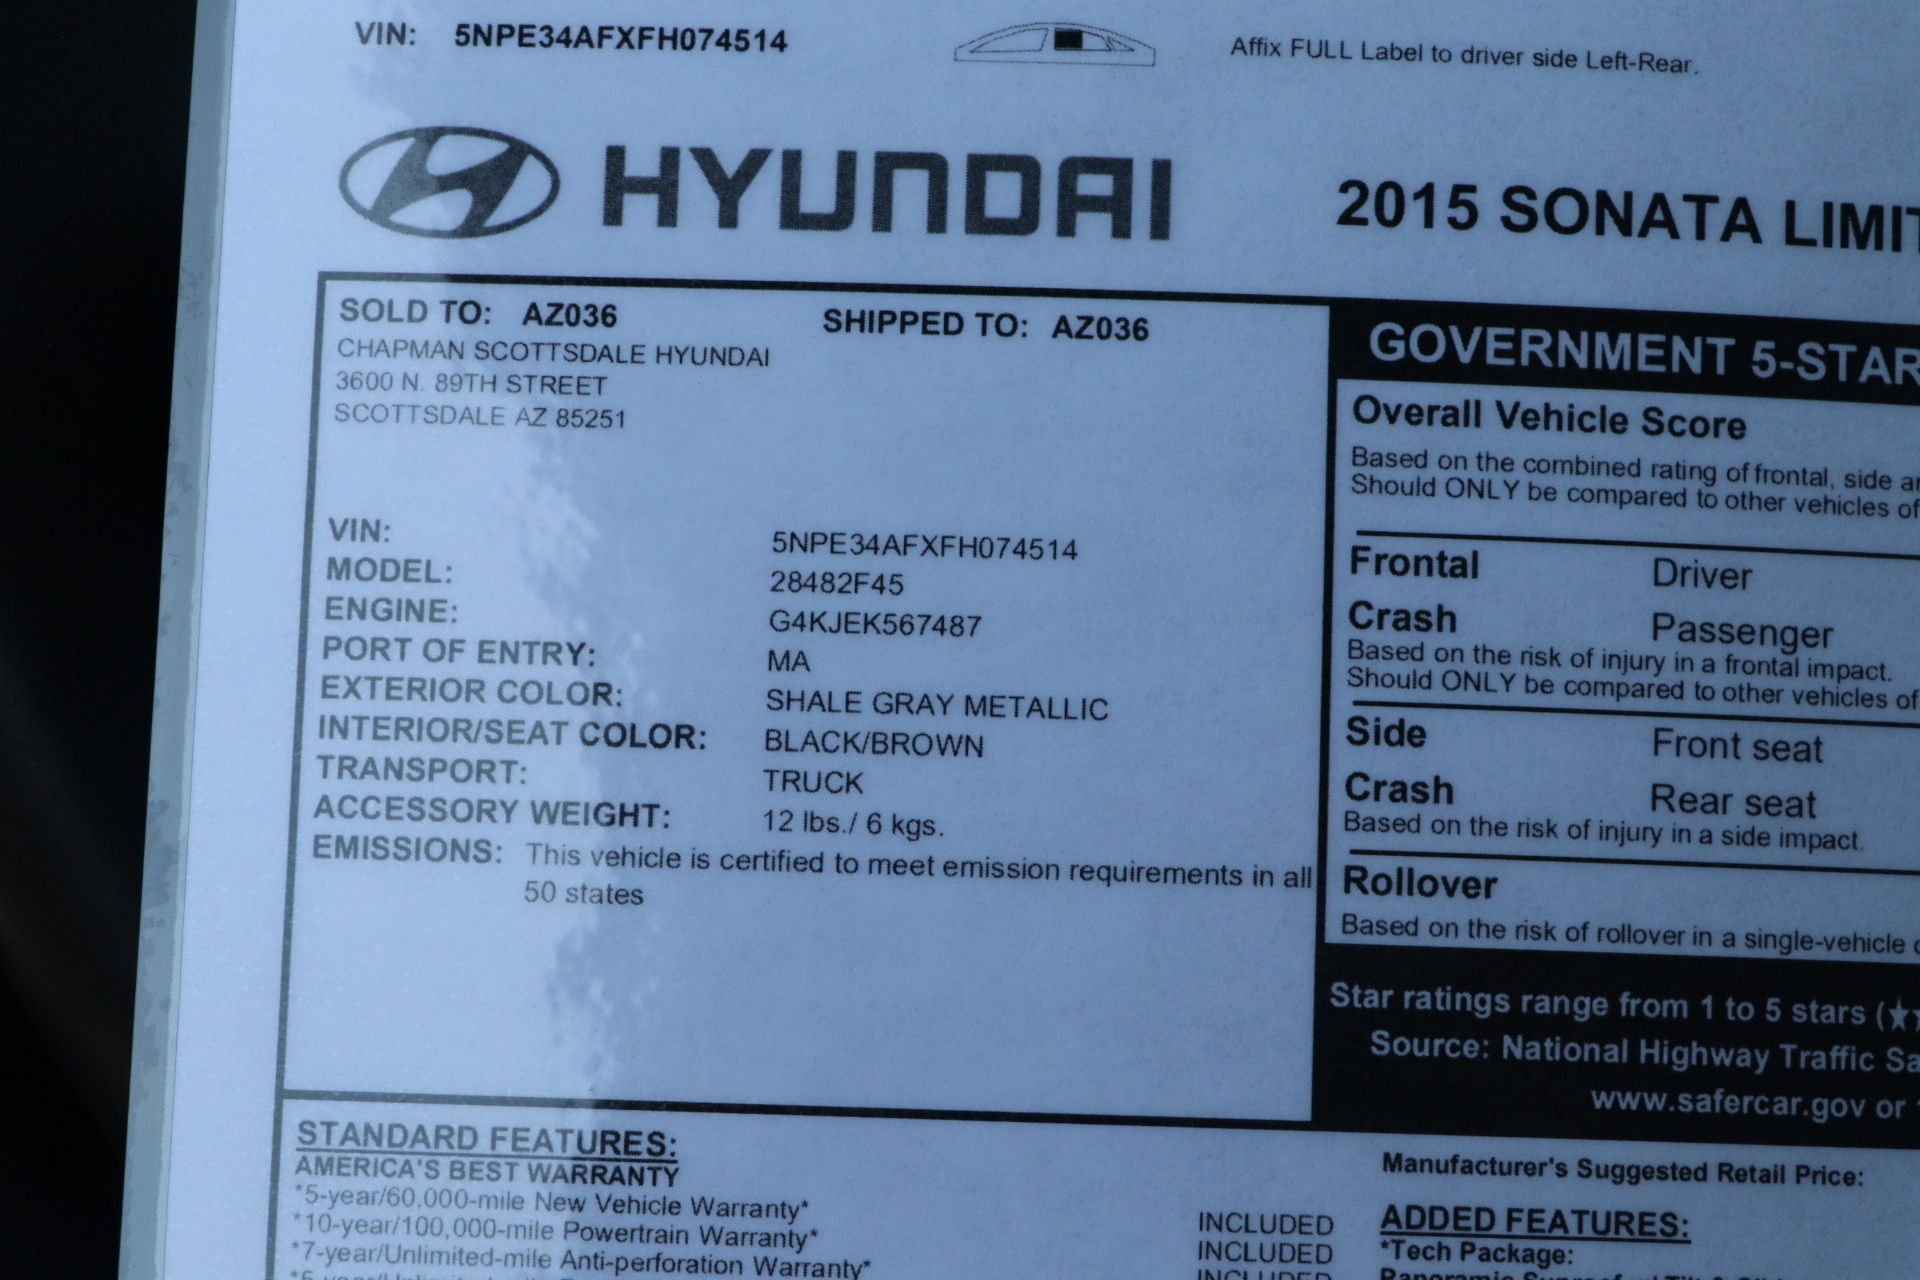 VIN: 5NPE34AFXFH074514
Affix FULL Label to driver side Left-Rear.
HYUNDAI
2015 SONATA
SOLD TO: AZ036
SHIPPED TO: AZ036
CHAPMAN SCOTTSDALE HYUNDAI
3600 N. 89TH STREET
SCOTTSDALE AZ 85251
VIN: 5NPE34AFXFH074514
MODEL: 28482F45
ENGINE: G4KJEK567487
PORT OF ENTRY: MA
EXTERIOR COLOR: SHALE GRAY METALLIC
INTERIOR/SEAT COLOR: BLACK/BROWN
TRANSPORT: TRUCK
ACCESSORY WEIGHT: 12 lbs./ 6 kgs.
EMISSIONS: This vehicle is certified to meet emission requirements in all
50 states
GOVERNMENT 5-STAR
Overall Vehicle Score
Based on the combined rating of frontal, side
Should ONLY be compared to other vehicles of
Frontal Driver
Crash Passenger
Based on the risk of injury in a frontal impact.
Should ONLY be compared to other vehicles of
Side Front seat
Crash Rear seat
Based on the risk of injury in a side impact.
Rollover
Based on the risk of rollover in a single-vehicle
Star ratings range from 1 to 5 stars (★
Source: National Highway Traffic
www.safercar.gov or
STANDARD FEATURES:
AMERICA'S BEST WARRANTY
*5-year/60,000-mile New Vehicle Warranty*
*10-year/100,000-mile Powertrain Warranty* INCLUDED
*7-year/Unlimited-mile Anti-perforation Warranty* INCLUDED
INCLUDED
Manufacturer's Suggested Retail Price:
ADDED FEATURES:
*Tech Package: